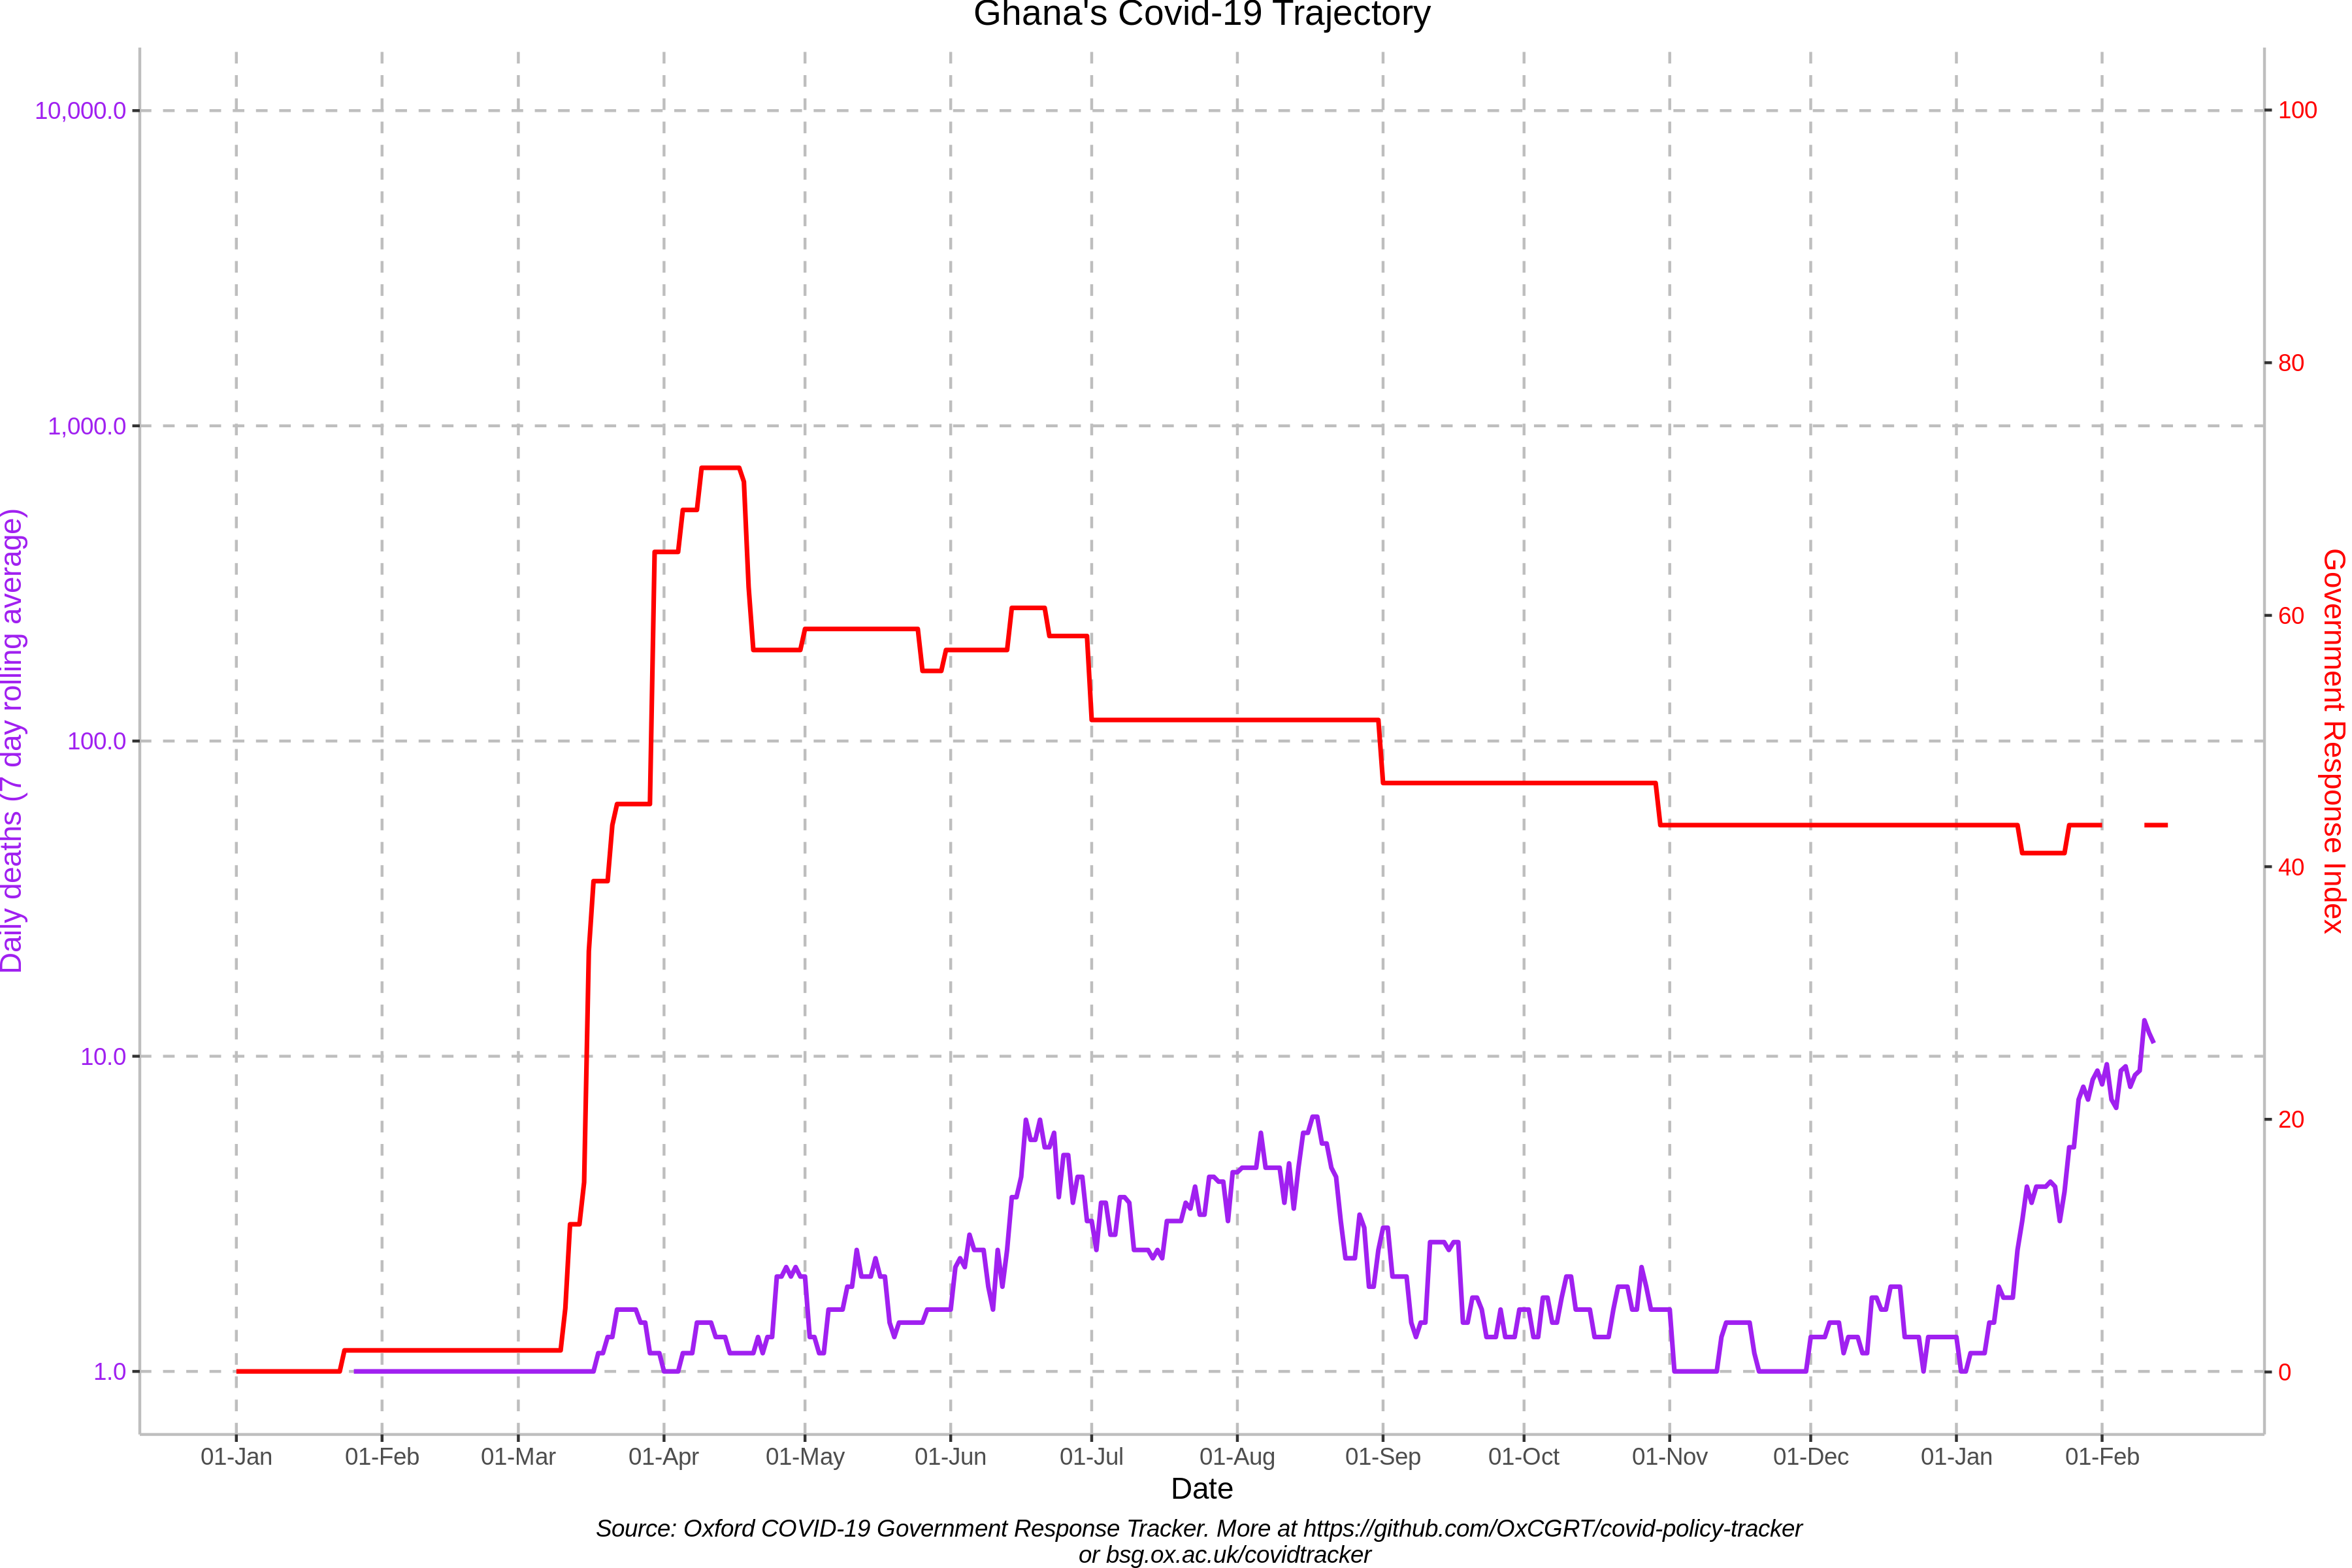 Ghana's Covid-19 Trajectory
10,000.0
1,000.0
100.0
10.0
1.0
Daily deaths (7 day rolling average)
100
80
60
40
20
0
Government Response Index
01-Jan
01-Feb
01-Mar
01-Apr
01-May
01-Jun
01-Jul
01-Aug
01-Sep
01-Oct
01-Nov
01-Dec
01-Jan
01-Feb
Date
Source: Oxford COVID-19 Government Response Tracker. More at https://github.com/OxCGRT/covid-policy-tracker
or bsg.ox.ac.uk/covidtracker